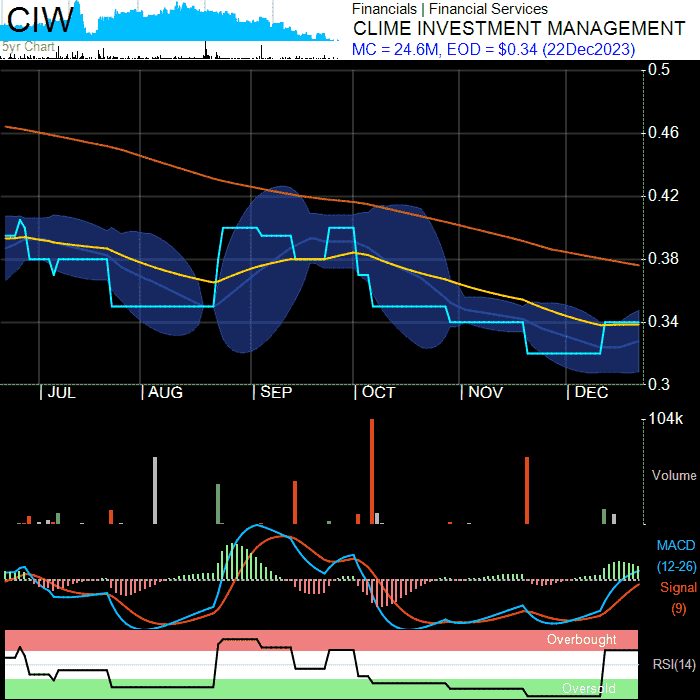 CIW
5yr Chart
Financials | Financial Services
CLIME INVESTMENT MANAGEMENT
MC = 24.6M, EOD = $0.34 (22Dec2023)
0.5
0.46
0.42
0.38
0.34
0.3
JUL AUG SEP OCT NOV DEC
104k
Volume
MACD
(12-26)
Signal
(9)
Overbought
RSI(14)
Oversold